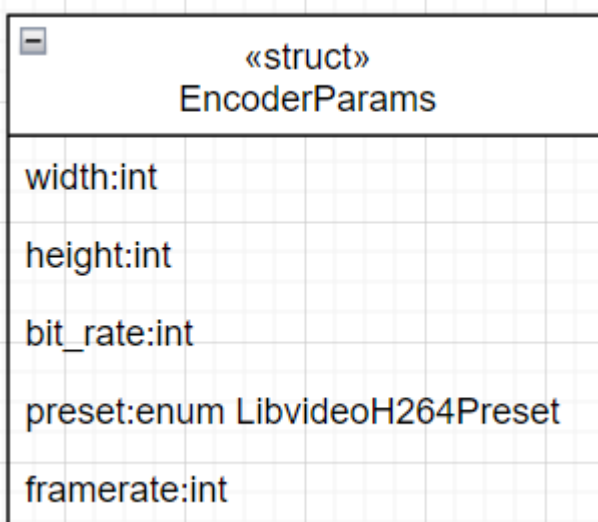 «struct»
EncoderParams
width:int
height:int
bit_rate:int
preset:enum LibvideoH264Preset
framerate:int